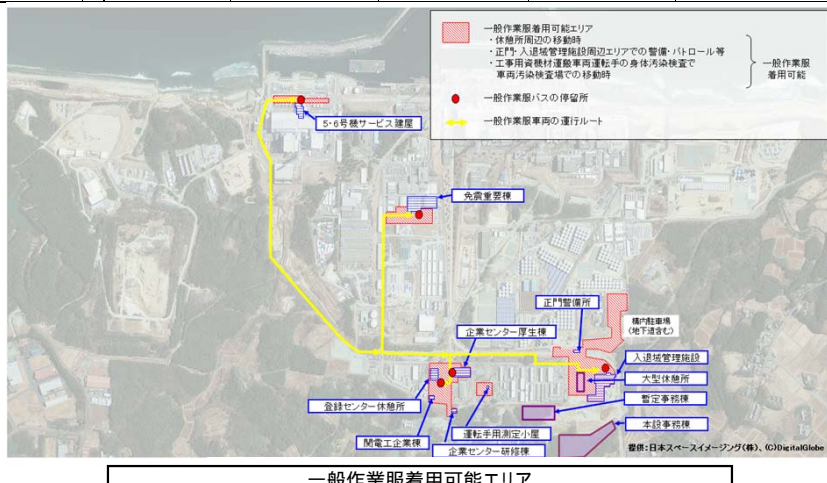 一般作業服着用可能エリア
・休憩所周辺の移動時
・正門・入退域管理施設周辺エリアでの警備・パトロール等
・工事用資機材運搬車両運転手の身体汚染検査で
車両汚染検査場での移動時
一般作業服
着用可能
一般作業服バスの停留所
一般作業服車両の運行ルート
5・6号機サービス建屋
免震重要棟
正門警備所
構内駐車場
(地下道含む)
企業センター厚生棟
入退域管理施設
大型休憩所
登録センター休憩所
暫定事務棟
運転手用測定小屋
本設事務棟
関電工企業棟
企業センター研修棟
提供:日本スペースイメージング(株)、(C)DigitalGlobe
一般作業服着用可能エリア